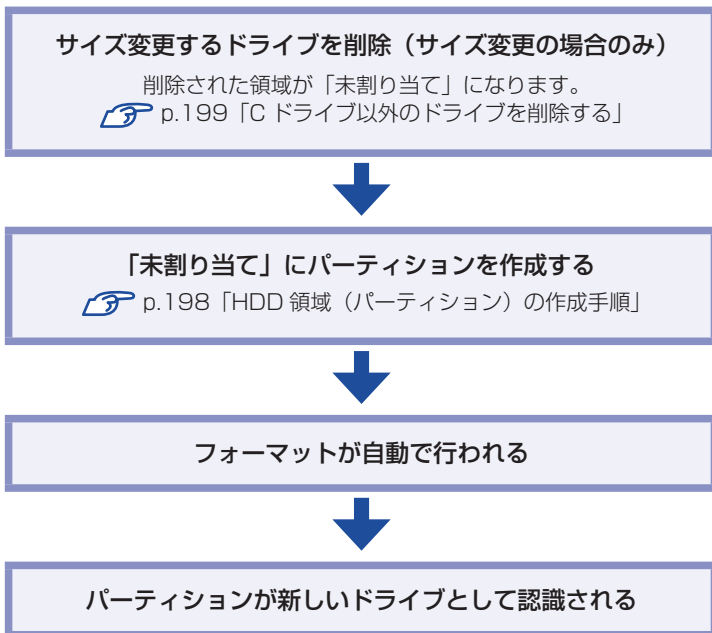 サイズ変更するドライブを削除（サイズ変更の場合のみ）
削除された領域が「未割り当て」になります。
p.199「C ドライブ以外のドライブを削除する」
「未割り当て」にパーティションを作成する
p.198「HDD 領域（パーティション）の作成手順」
フォーマットが自動で行われる
パーティションが新しいドライブとして認識される